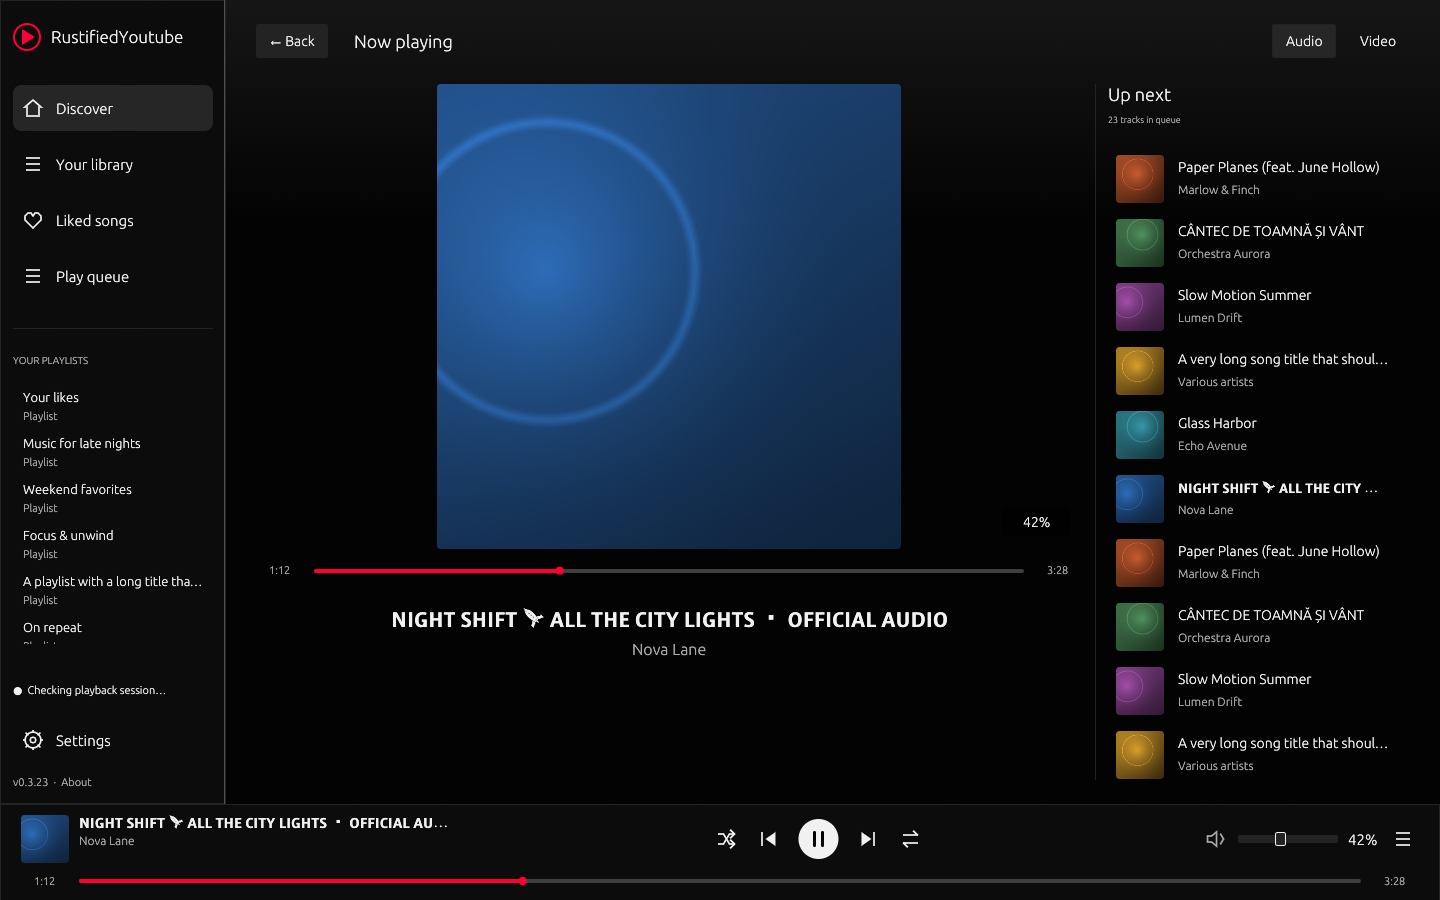 RustifiedYoutube
Discover
Your library
Liked songs
Play queue
YOUR PLAYLISTS
Your likes
Playlist
Music for late nights
Playlist
Weekend favorites
Playlist
Focus & unwind
Playlist
A playlist with a long title tha…
Playlist
On repeat
Checking playback session…
Settings
v0.3.23 · About
← Back
Now playing
Audio
Video
42%
1:12
3:28
NIGHT SHIFT ALL THE CITY LIGHTS ・ OFFICIAL AUDIO
Nova Lane
Up next
23 tracks in queue
Paper Planes (feat. June Hollow)
Marlow & Finch
CÂNTEC DE TOAMNĂ ȘI VÂNT
Orchestra Aurora
Slow Motion Summer
Lumen Drift
A very long song title that shoul…
Various artists
Glass Harbor
Echo Avenue
NIGHT SHIFT ALL THE CITY …
Nova Lane
Paper Planes (feat. June Hollow)
Marlow & Finch
CÂNTEC DE TOAMNĂ ȘI VÂNT
Orchestra Aurora
Slow Motion Summer
Lumen Drift
A very long song title that shoul…
Various artists
NIGHT SHIFT ALL THE CITY LIGHTS ・ OFFICIAL AU…
Nova Lane
42%
1:12
3:28